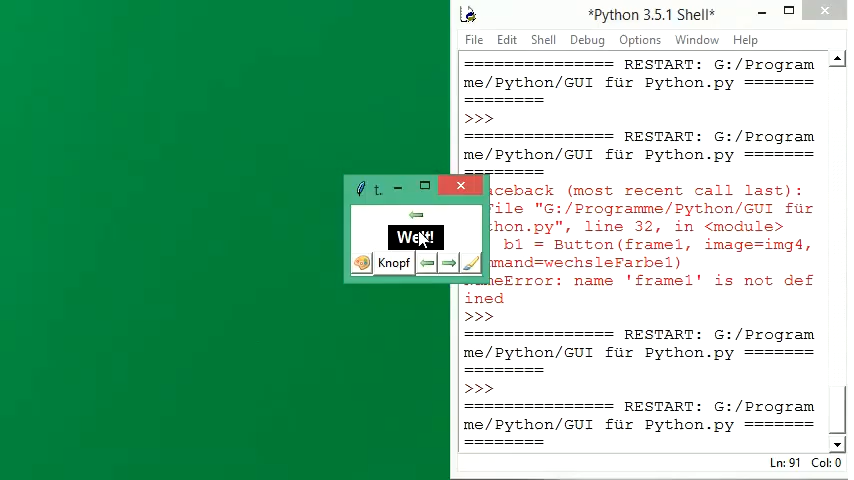 *Python 3.5.1 Shell*
File Edit Shell Debug Options Window Help
=============== RESTART: G:/Program
me/Python/GUI für Python.py =======
========
>>>
=============== RESTART: G:/Program
me/Python/GUI für Python.py =======
========
aceback (most recent call last):
File "G:/Programme/Python/GUI für
thon.py", line 32, in <module>
b1 = Button(frame1, image=img4,
mmand=wechsleFarbe1)
NameError: name 'frame1' is not def
ined
>>>
=============== RESTART: G:/Program
me/Python/GUI für Python.py =======
========
>>>
=============== RESTART: G:/Program
me/Python/GUI für Python.py =======
========
Ln: 91 Col: 0
t.
Welt!
Knopf